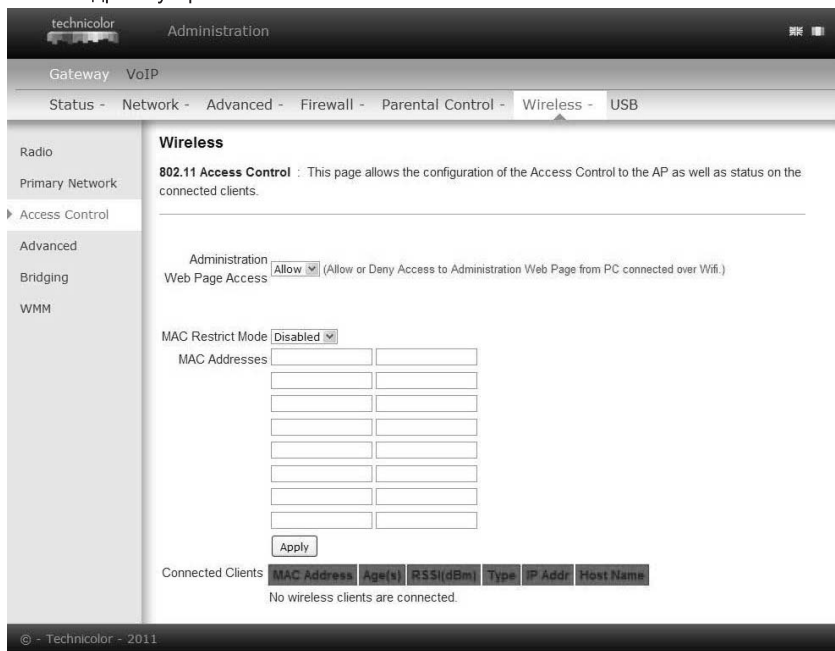 technicolor
Administration
Gateway VoIP
Status - Network - Advanced - Firewall - Parental Control - Wireless - USB
Radio
Primary Network
Access Control
Advanced
Bridging
WMM
Wireless
802.11 Access Control : This page allows the configuration of the Access Control to the AP as well as status on the
connected clients.
Administration
Web Page Access Allow (Allow or Deny Access to Administration Web Page from PC connected over Wifi.)
MAC Restrict Mode Disabled
MAC Addresses
Apply
Connected Clients MAC Address Age(s) RSSI(dBm) Type IP Addr Host Name
No wireless clients are connected.
© - Technicolor - 2011